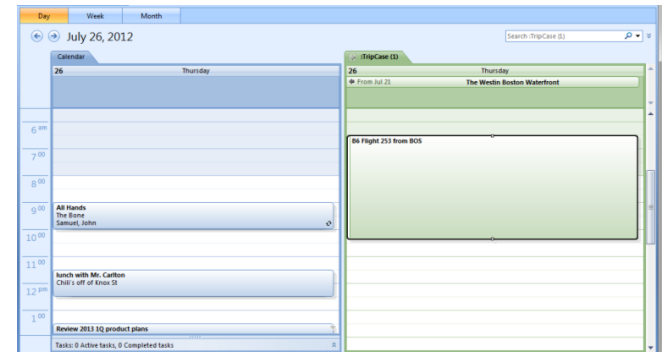 Day Week Month
July 26, 2012
Search :TripCase (1)
Calendar
:TripCase (1)
26 Thursday
26 Thursday
From Jul 21 The Westin Boston Waterfront
6 am
B6 Flight 253 from BOS
7 00
8 00
9 00
All Hands
The Bone
Samuel, John
10 00
11 00
lunch with Mr. Carlton
Chili's off of Knox St
12 pm
1 00
Review 2013 1Q product plans
Tasks: 0 Active tasks, 0 Completed tasks